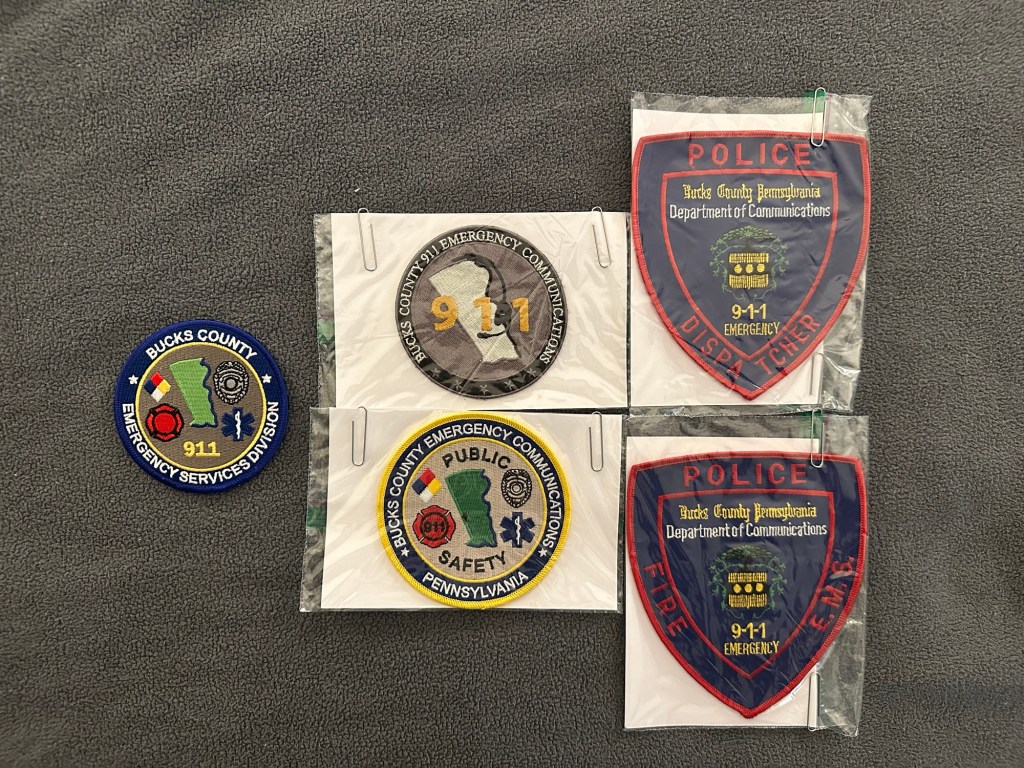 BUCKS COUNTY
911
EMERGENCY SERVICES DIVISION
BUCKS COUNTY 911 EMERGENCY COMMUNICATIONS
911
BUCKS COUNTY EMERGENCY COMMUNICATIONS
PUBLIC
911
SAFETY
PENNSYLVANIA
POLICE
Bucks County Pennsylvania
Department of Communications
9-1-1
EMERGENCY
DISPATCHER
POLICE
Bucks County Pennsylvania
Department of Communications
FIRE
E.M.S.
9-1-1
EMERGENCY